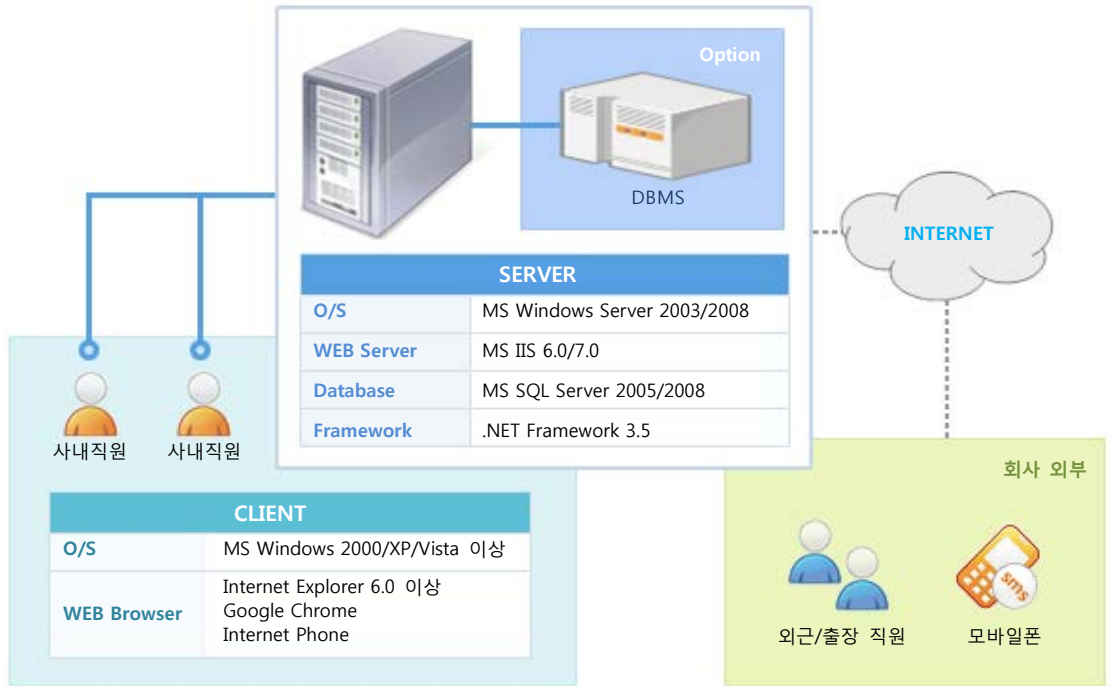 Option
DBMS
INTERNET
SERVER
O/S MS Windows Server 2003/2008
WEB Server MS IIS 6.0/7.0
Database MS SQL Server 2005/2008
Framework .NET Framework 3.5
사내직원 사내직원
회사 외부
CLIENT
O/S MS Windows 2000/XP/Vista 이상
WEB Browser
Internet Explorer 6.0 이상
Google Chrome
Internet Phone
sms
외근/출장 직원 모바일폰